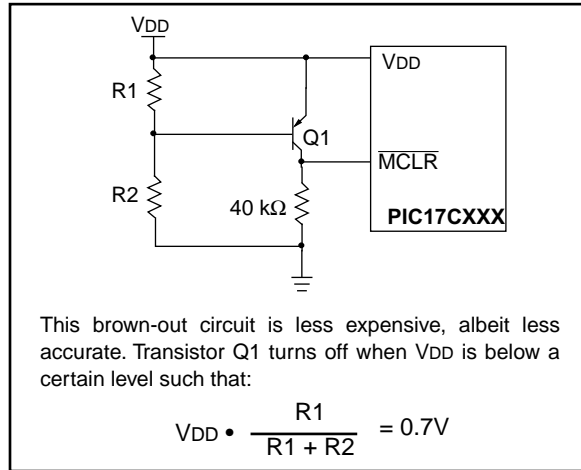 VDD
R1
VDD
Q1
MCLR
R2
40 kΩ
PIC17CXXX
This brown-out circuit is less expensive, albeit less
accurate. Transistor Q1 turns off when VDD is below a
certain level such that:
VDD • R1 / R1 + R2 = 0.7V